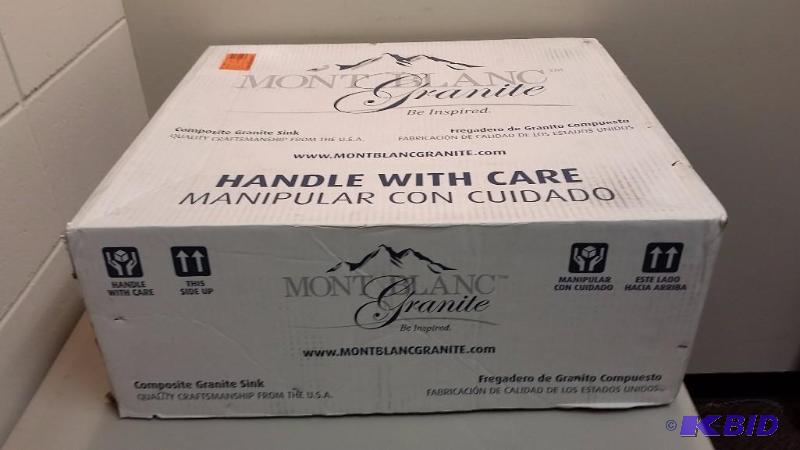 MONT BLANC™
Granite
Be Inspired.
Composite Granite Sink
QUALITY CRAFTSMANSHIP FROM THE U.S.A.
Fregadero de Granito Compuesto
FABRICACIÓN DE CALIDAD DE LOS ESTADOS UNIDOS
www.MONTBLANCGRANITE.com
HANDLE WITH CARE
MANIPULAR CON CUIDADO
HANDLE
WITH CARE
THIS
SIDE UP
MONT BLANC™
Granite
Be Inspired.
MANIPULAR
CON CUIDADO
ESTE LADO
HACIA ARRIBA
www.MONTBLANCGRANITE.com
Composite Granite Sink
QUALITY CRAFTSMANSHIP FROM THE U.S.A.
Fregadero de Granito Compuesto
FABRICACIÓN DE CALIDAD DE LOS ESTADOS UNIDOS
© K-BID